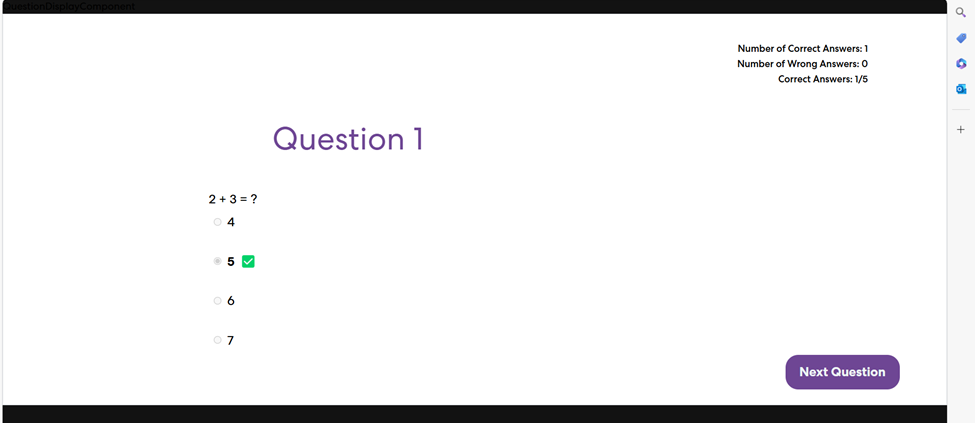 QuestionDisplayComponent
Number of Correct Answers: 1
Number of Wrong Answers: 0
Correct Answers: 1/5
Question 1
2 + 3 = ?
4
5
6
7
Next Question